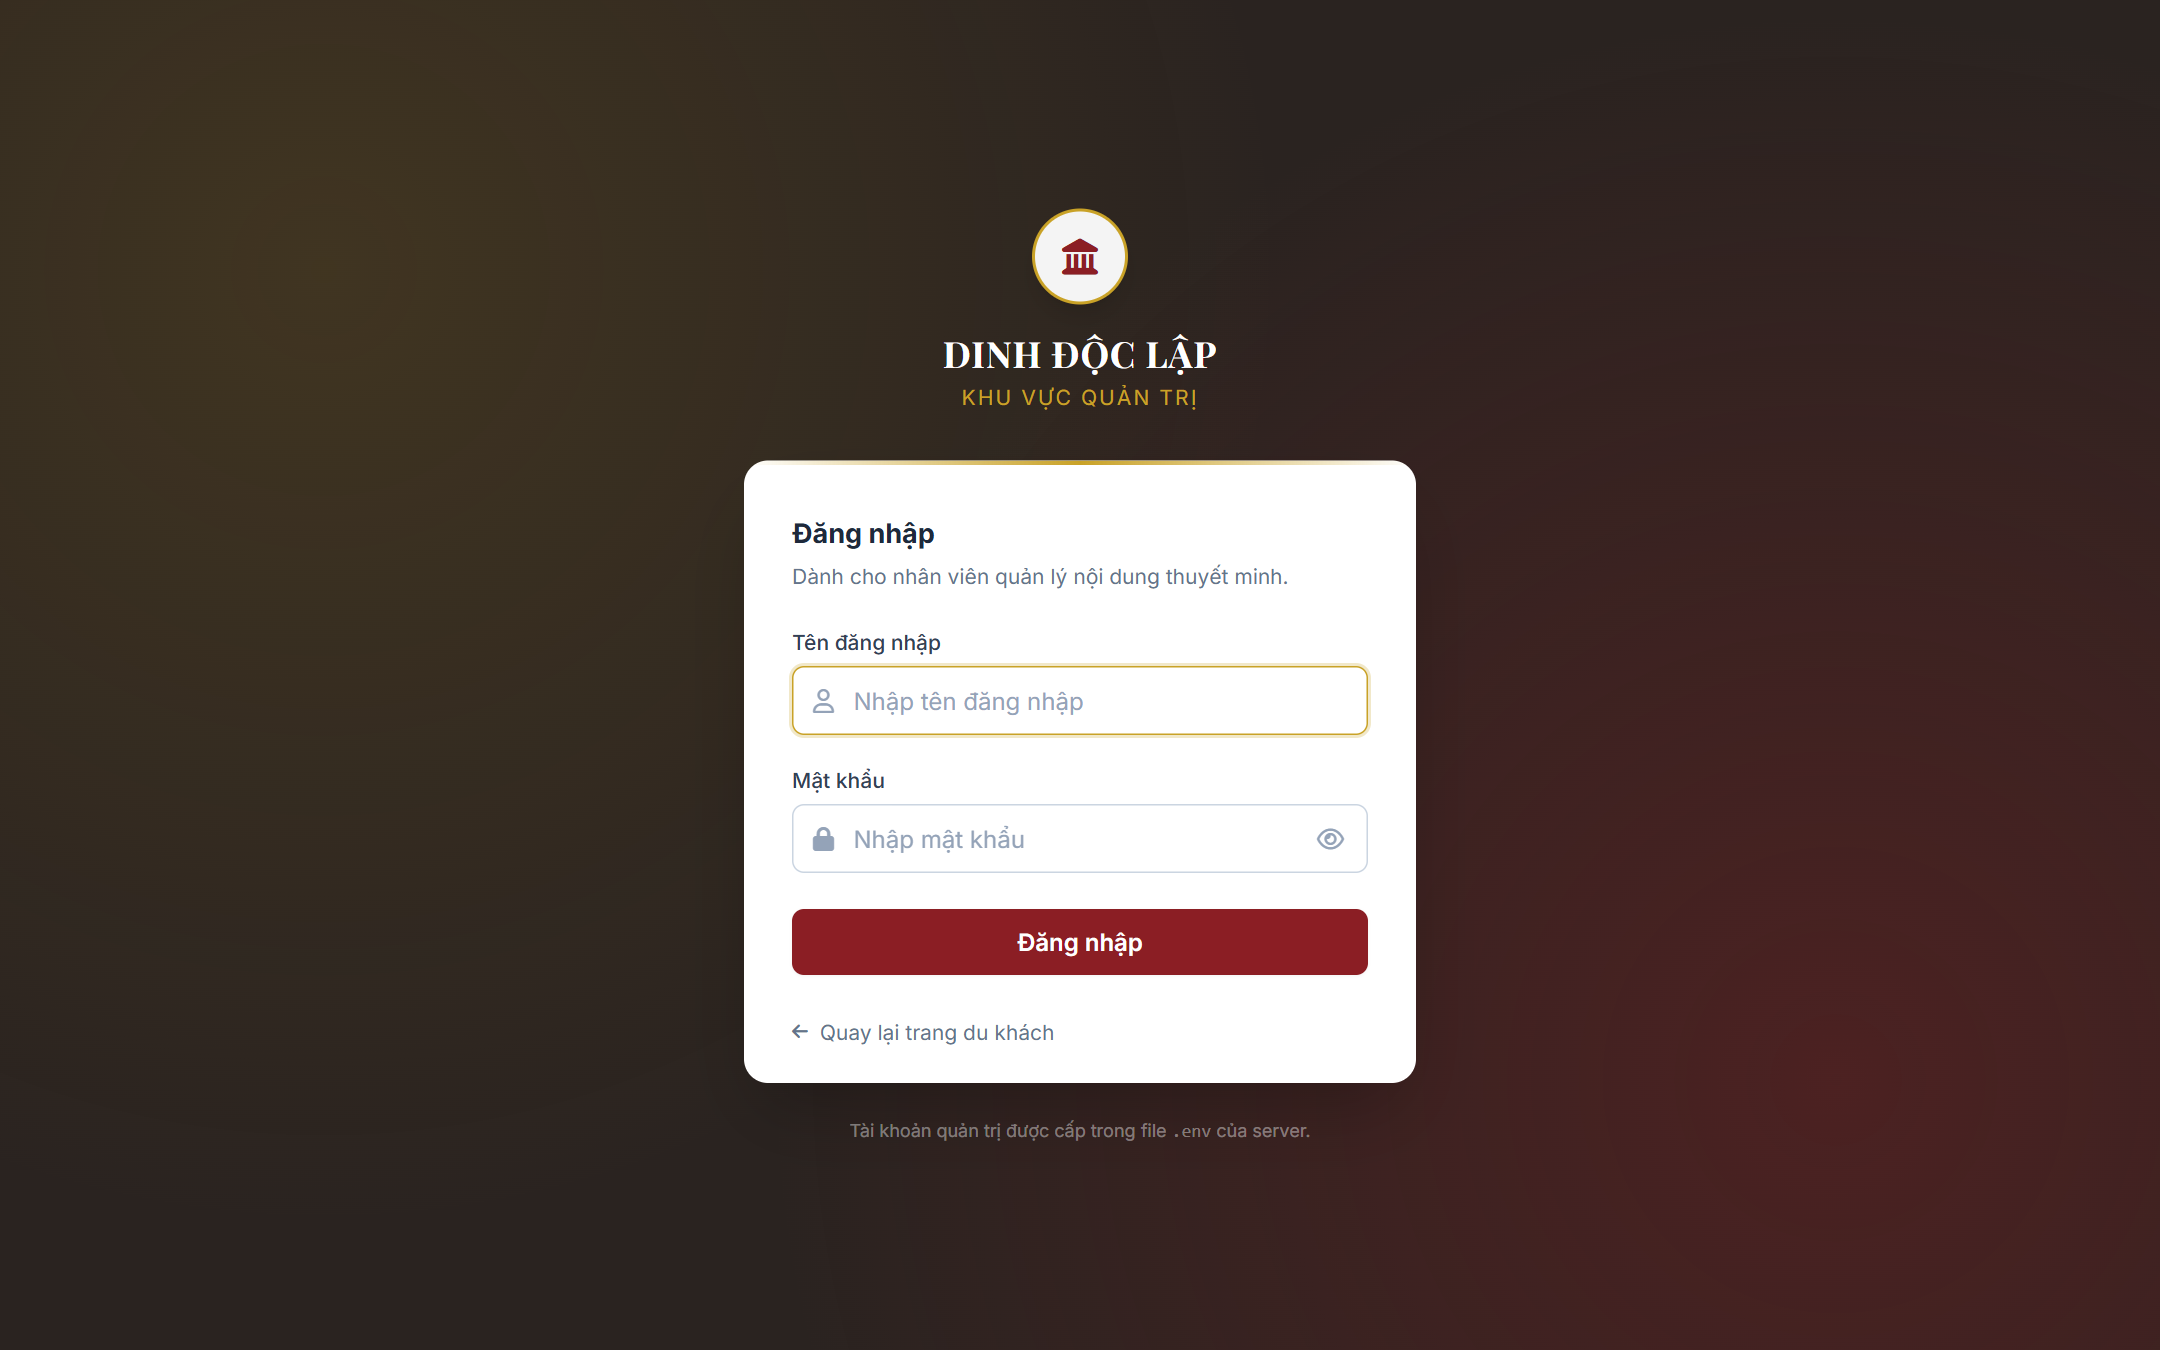 DINH ĐỘC LẬP
KHU VỰC QUẢN TRỊ
Đăng nhập
Dành cho nhân viên quản lý nội dung thuyết minh.
Tên đăng nhập
Nhập tên đăng nhập
Mật khẩu
Nhập mật khẩu
Đăng nhập
Quay lại trang du khách
Tài khoản quản trị được cấp trong file .env của server.